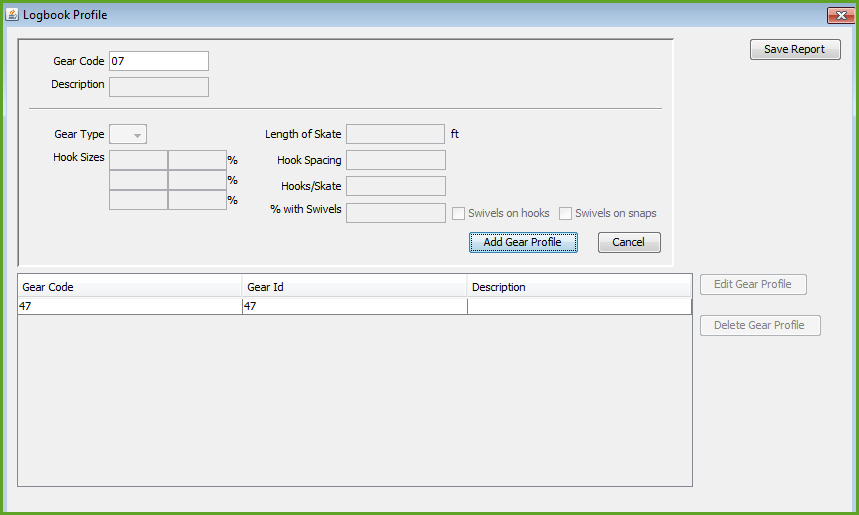 Logbook Profile
Gear Code 07
Save Report
Description
Gear Type
Length of Skate ft
Hook Sizes %
Hook Spacing
%
Hooks/Skate
%
% with Swivels Swivels on hooks Swivels on snaps
Add Gear Profile Cancel
Gear Code Gear Id Description
47 47
Edit Gear Profile
Delete Gear Profile